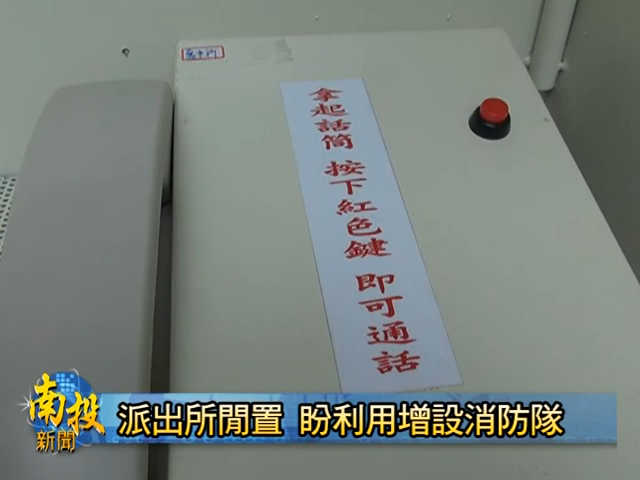 拿起話筒 按下紅色鍵 即可通話
南投
新聞
派出所閒置 盼利用增設消防隊